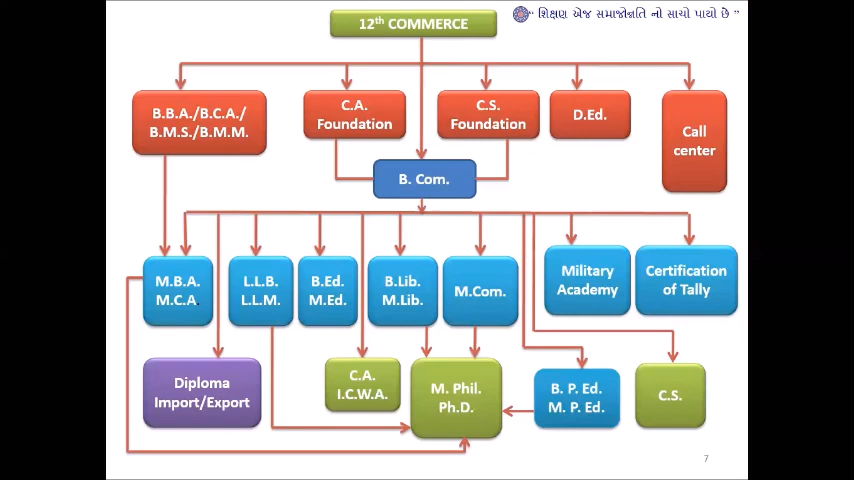 “ શિક્ષણ એજ સમાજોન્નતિ નો સાચો પાયો છે ”
12th COMMERCE
B.B.A./B.C.A./
B.M.S./B.M.M.
C.A.
Foundation
C.S.
Foundation
D.Ed.
Call
center
B. Com.
M.B.A.
M.C.A.
L.L.B.
L.L.M.
B.Ed.
M.Ed.
B.Lib.
M.Lib.
M.Com.
Military
Academy
Certification
of Tally
Diploma
Import/Export
C.A.
I.C.W.A.
M. Phil.
Ph.D.
B. P. Ed.
M. P. Ed.
C.S.
7